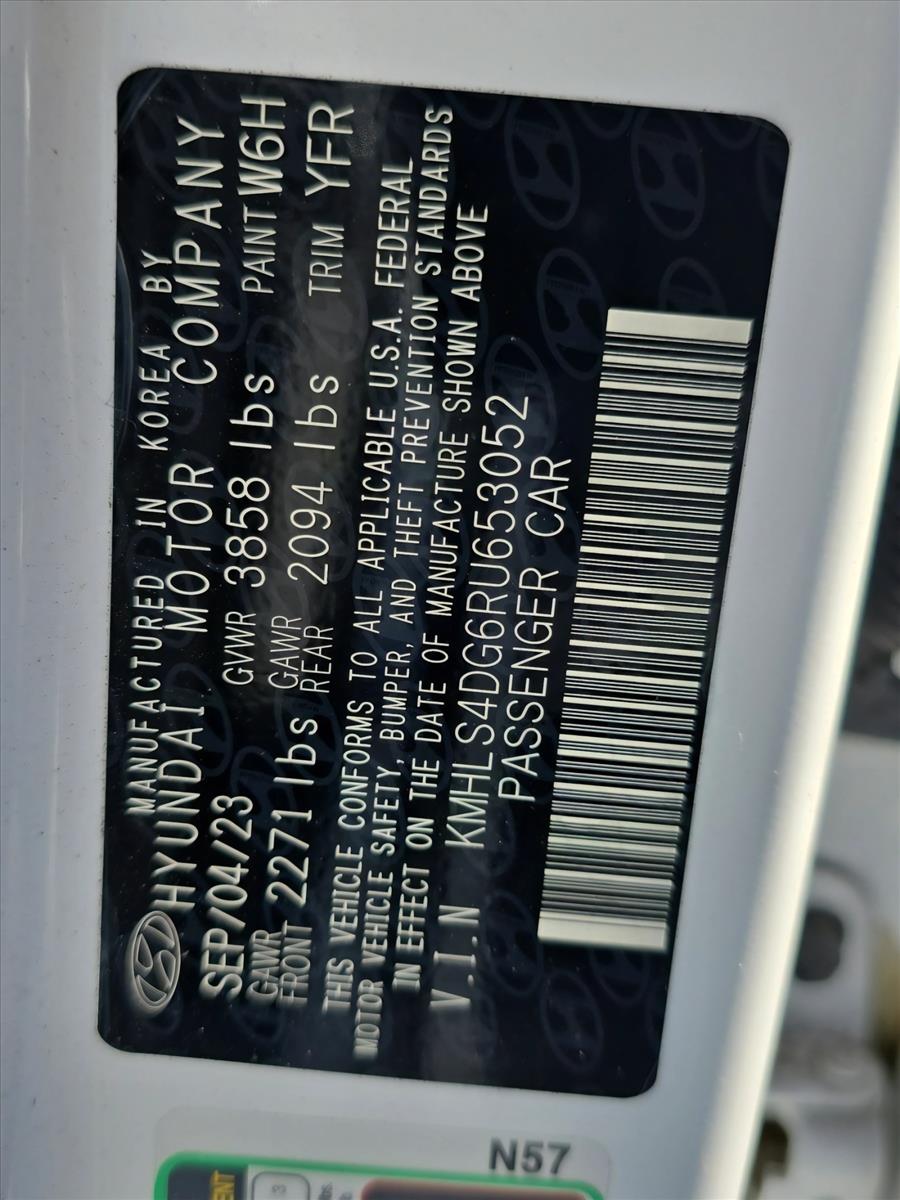 MANUFACTURED IN KOREA BY
HYUNDAI MOTOR COMPANY
SEP/04/23 GVWR 3858 lbs PAINT W6H
GAWR FRONT 2271 lbs GAWR REAR 2094 lbs TRIM YFR
THIS VEHICLE CONFORMS TO ALL APPLICABLE U.S.A. FEDERAL
MOTOR VEHICLE SAFETY, BUMPER, AND THEFT PREVENTION STANDARDS
IN EFFECT ON THE DATE OF MANUFACTURE SHOWN ABOVE
V.I.N KMHLS4DG6RU653052
PASSENGER CAR
N57